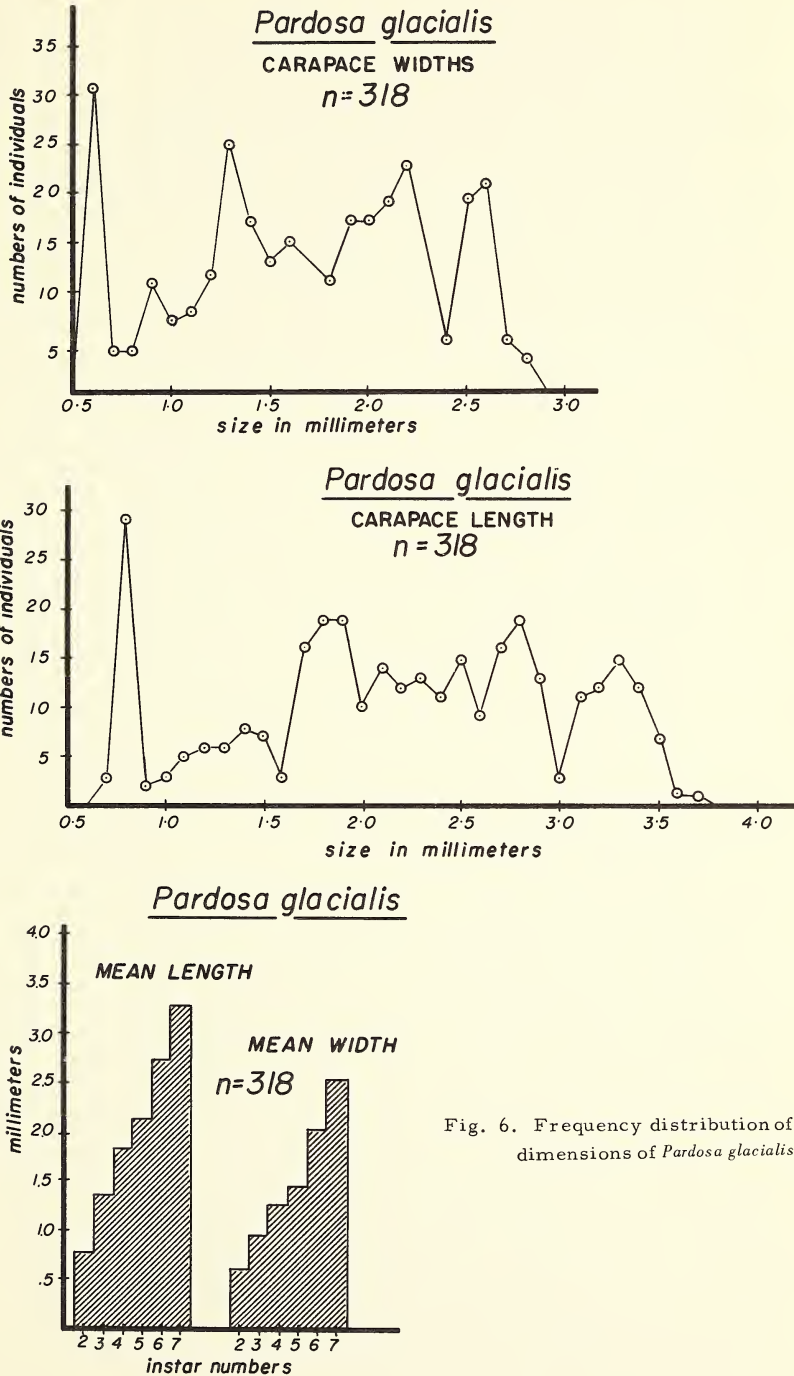 Pardosa glacialis
CARAPACE WIDTHS
n=318
numbers of individuals
35
30
25
20
15
10
5
0·5 1·0 1·5 2·0 2·5 3·0
size in millimeters
Pardosa glacialis
CARAPACE LENGTH
n=318
numbers of individuals
30
25
20
15
10
5
0·5 1·0 1·5 2·0 2·5 3·0 3·5 4·0
size in millimeters
Pardosa glacialis
MEAN LENGTH
MEAN WIDTH
n=318
millimeters
4.0
3.5
3.0
2.5
2.0
1.5
1.0
.5
2 3 4 5 6 7 2 3 4 5 6 7
instar numbers
Fig. 6. Frequency distribution of
dimensions of Pardosa glacialis